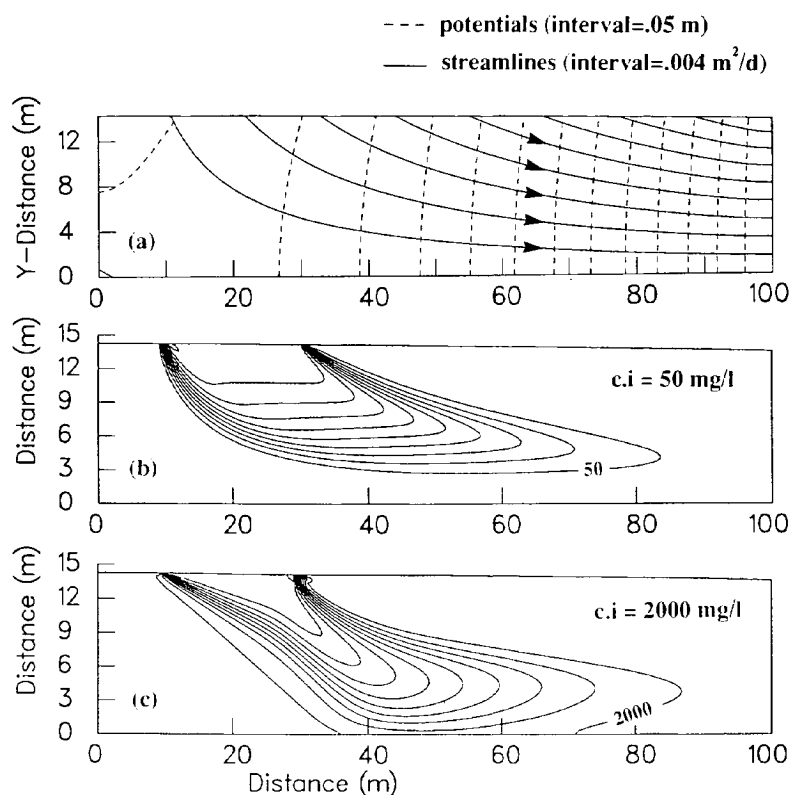 potentials (interval=.05 m)
streamlines (interval=.004 m²/d)
Y-Distance (m)
12
8
4
0
(a)
0 20 40 60 80 100
Distance (m)
15
12
9
6
3
0
c.i = 50 mg/l
(b)
50
0 20 40 60 80 100
Distance (m)
15
12
9
6
3
0
c.i = 2000 mg/l
(c)
2000
0 20 40 60 80 100
Distance (m)